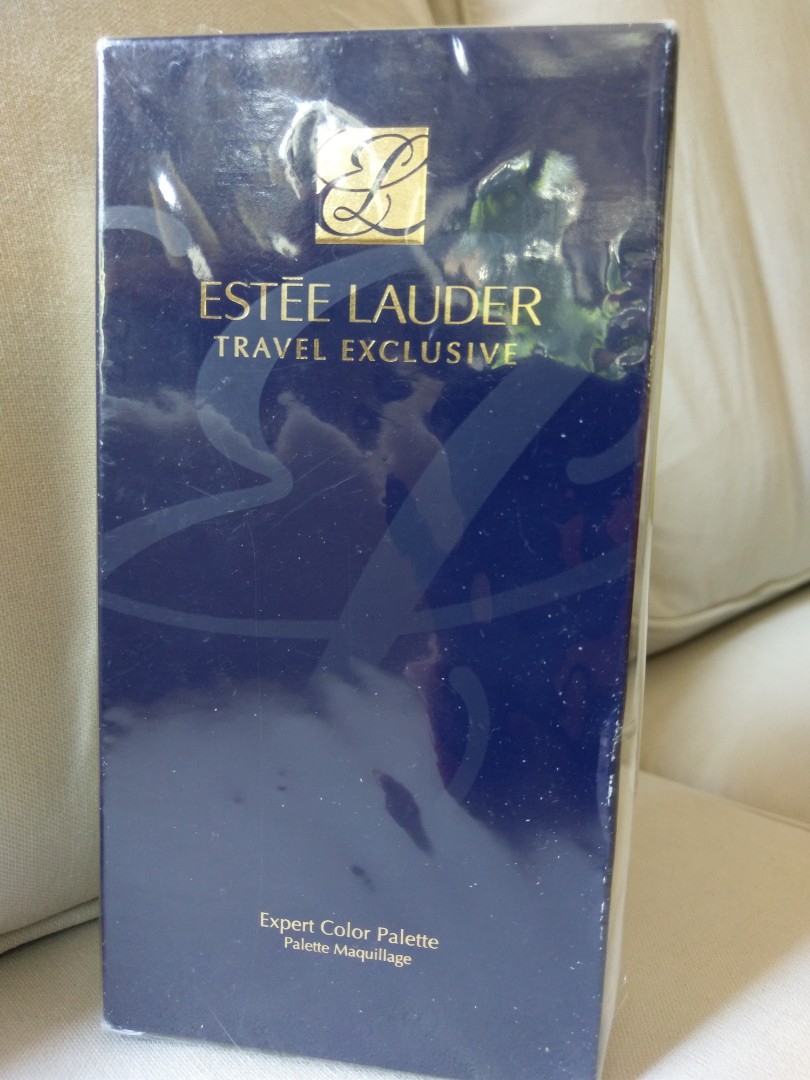 ESTĒE LAUDER
TRAVEL EXCLUSIVE
Expert Color Palette
Palette Maquillage